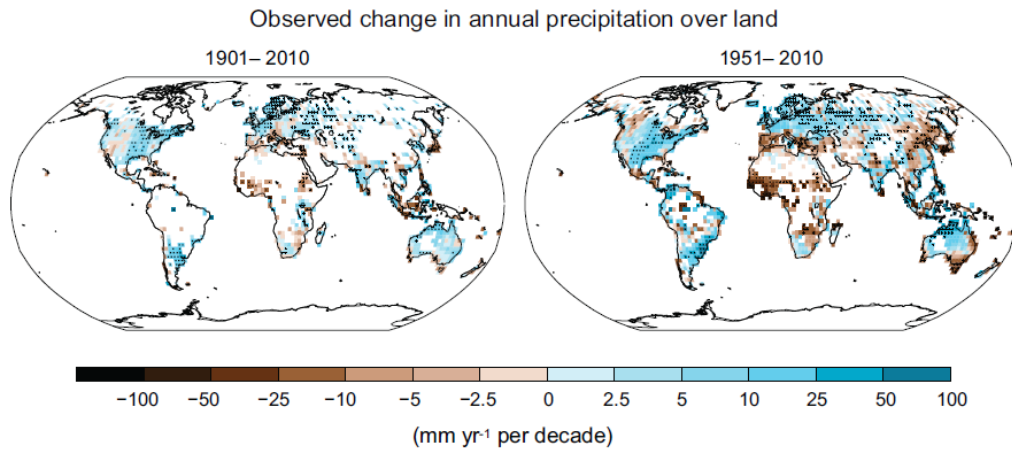 Observed change in annual precipitation over land
1901– 2010
1951– 2010
−100 −50 −25 −10 −5 −2.5 0 2.5 5 10 25 50 100
(mm yr-1 per decade)